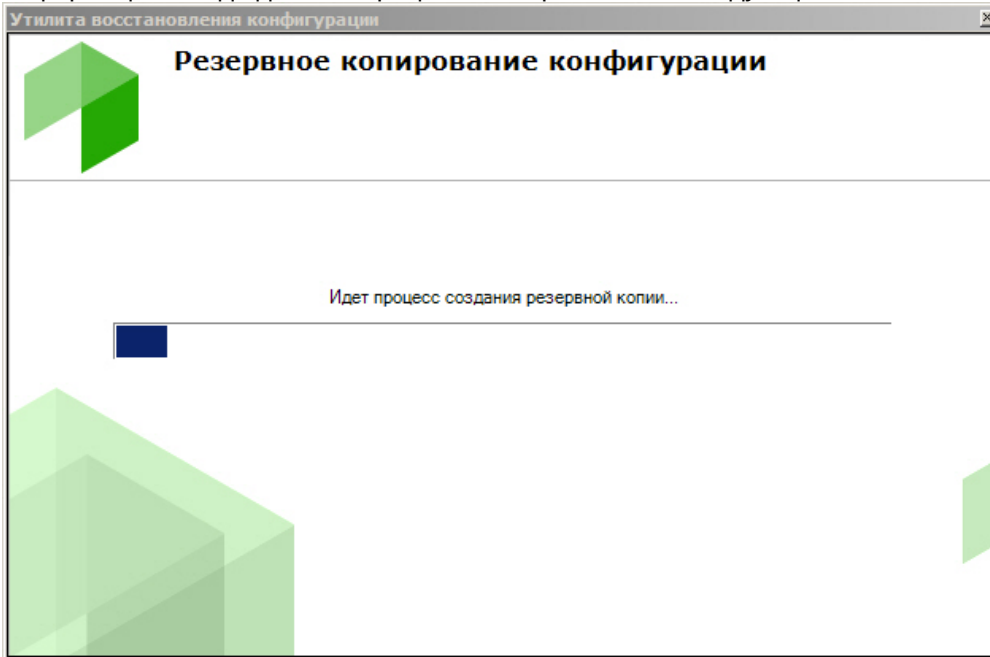 Утилита восстановления конфигурации
Резервное копирование конфигурации
Идет процесс создания резервной копии...